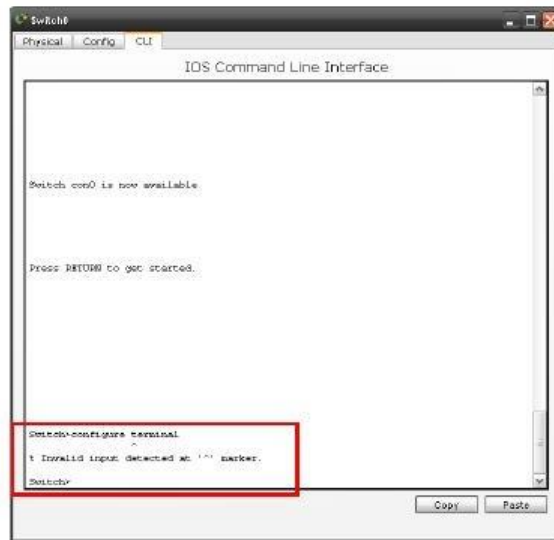 Switch0
Physical Config CLI
IOS Command Line Interface
Switch con0 is now available
Press RETURN to get started.
Switch>configure terminal
^
% Invalid input detected at '^' marker.
Switch>
Copy Paste